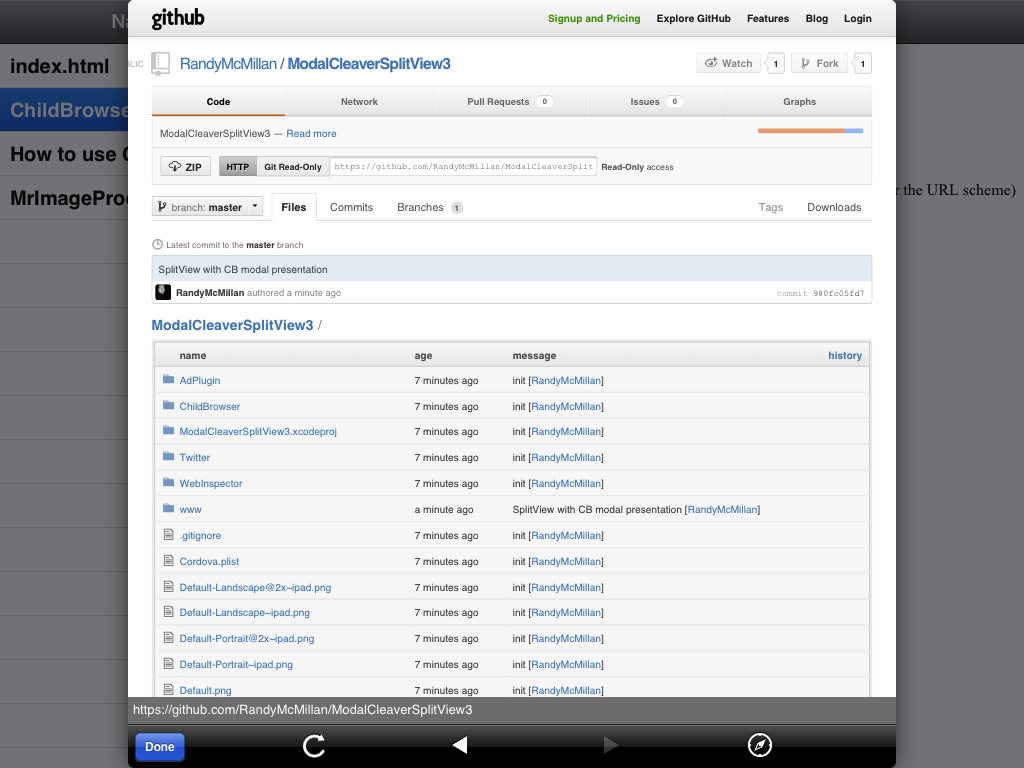 github
Signup and Pricing Explore GitHub Features Blog Login
Na
index.html
ChildBrowse
How to use C
MrImagePro
r the URL scheme)
LIC
RandyMcMillan / ModalCleaverSplitView3
Watch 1 Fork 1
Code Network Pull Requests 0 Issues 0 Graphs
ModalCleaverSplitView3 — Read more
ZIP HTTP Git Read-Only https://github.com/RandyMcMillan/ModalCleaverSplit Read-Only access
branch: master Files Commits Branches 1 Tags Downloads
Latest commit to the master branch
SplitView with CB modal presentation
RandyMcMillan authored a minute ago commit 980fc05fd7
ModalCleaverSplitView3 /
name age message history
AdPlugin 7 minutes ago init [RandyMcMillan]
ChildBrowser 7 minutes ago init [RandyMcMillan]
ModalCleaverSplitView3.xcodeproj 7 minutes ago init [RandyMcMillan]
Twitter 7 minutes ago init [RandyMcMillan]
WebInspector 7 minutes ago init [RandyMcMillan]
www a minute ago SplitView with CB modal presentation [RandyMcMillan]
.gitignore 7 minutes ago init [RandyMcMillan]
Cordova.plist 7 minutes ago init [RandyMcMillan]
Default-Landscape@2x~ipad.png 7 minutes ago init [RandyMcMillan]
Default-Landscape~ipad.png 7 minutes ago init [RandyMcMillan]
Default-Portrait@2x~ipad.png 7 minutes ago init [RandyMcMillan]
Default-Portrait~ipad.png 7 minutes ago init [RandyMcMillan]
Default.png 7 minutes ago init [RandyMcMillan]
https://github.com/RandyMcMillan/ModalCleaverSplitView3
Done